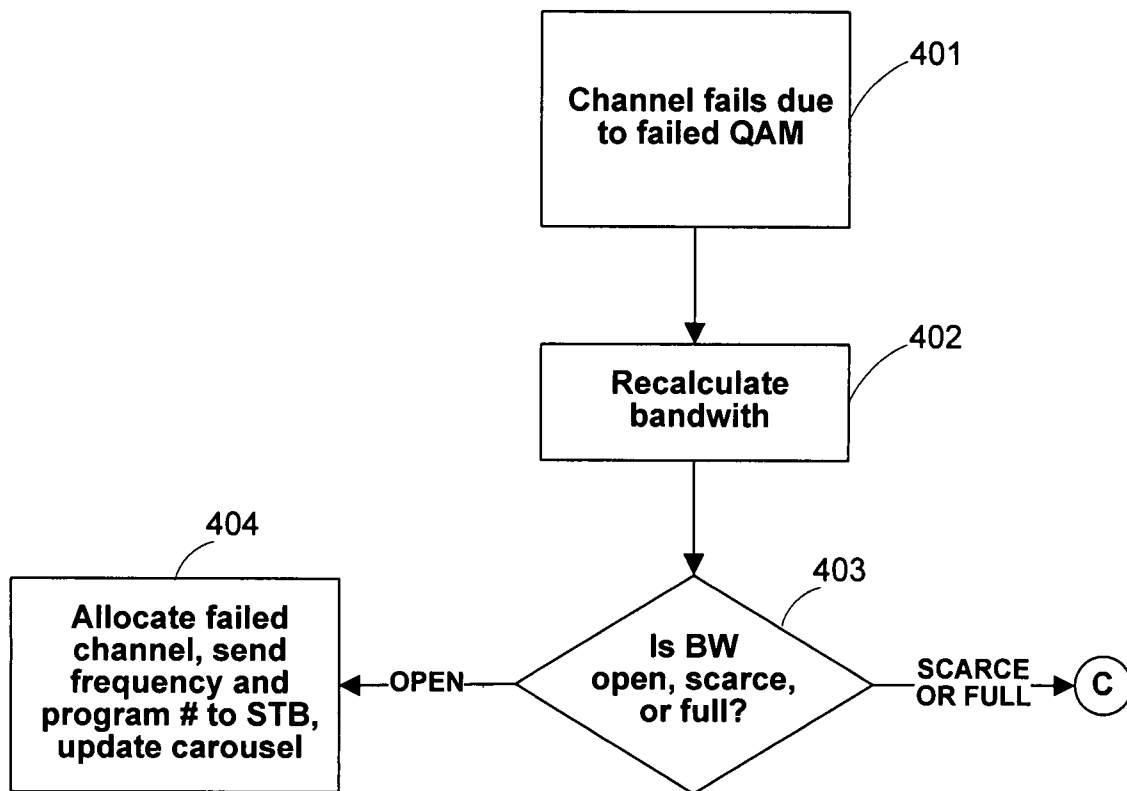 401
Channel fails due
to failed QAM
402
Recalculate
bandwith
404
403
Allocate failed
channel, send
frequency and
program # to STB,
update carousel
OPEN
Is BW
open, scarce,
or full?
SCARCE
OR FULL
C